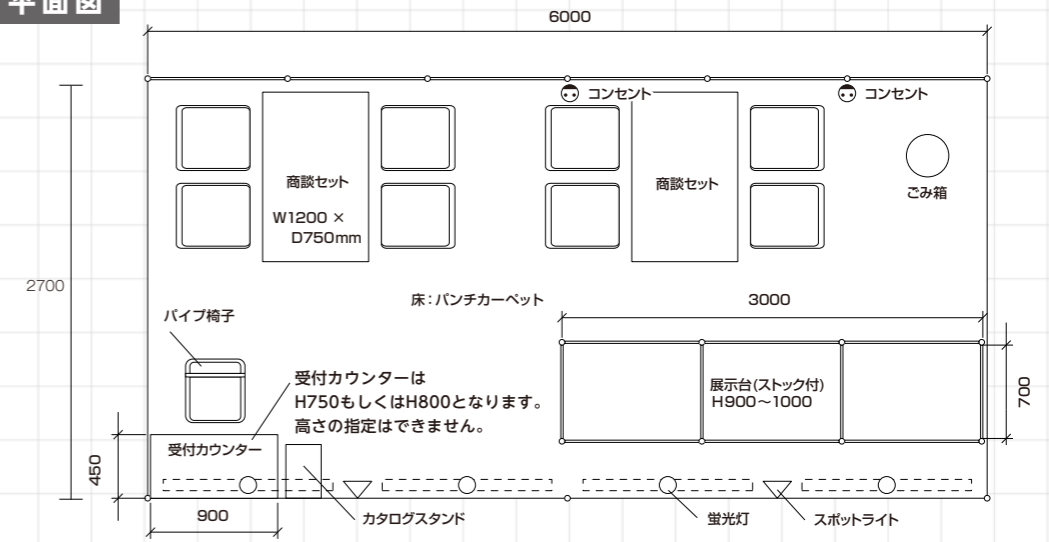 平面図
6000
コンセント
コンセント
商談セット
W1200 ×
D750mm
商談セット
ごみ箱
2700
床：パンチカーペット
3000
パイプ椅子
受付カウンターは
H750もしくはH800となります。
高さの指定はできません。
展示台(ストック付)
H900～1000
700
受付カウンター
450
900
カタログスタンド
蛍光灯
スポットライト